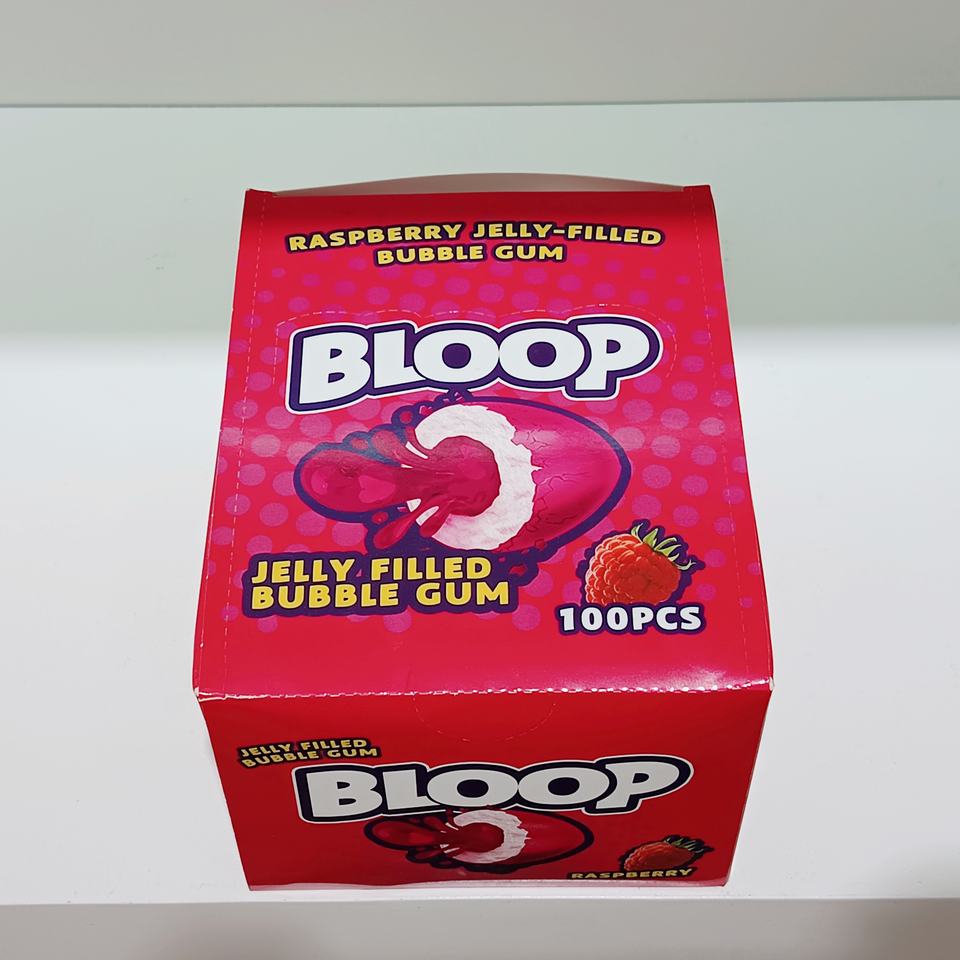 RASPBERRY JELLY-FILLED
BUBBLE GUM
BLOOP
JELLY FILLED
BUBBLE GUM
100PCS
JELLY FILLED
BUBBLE GUM
BLOOP
RASPBERRY